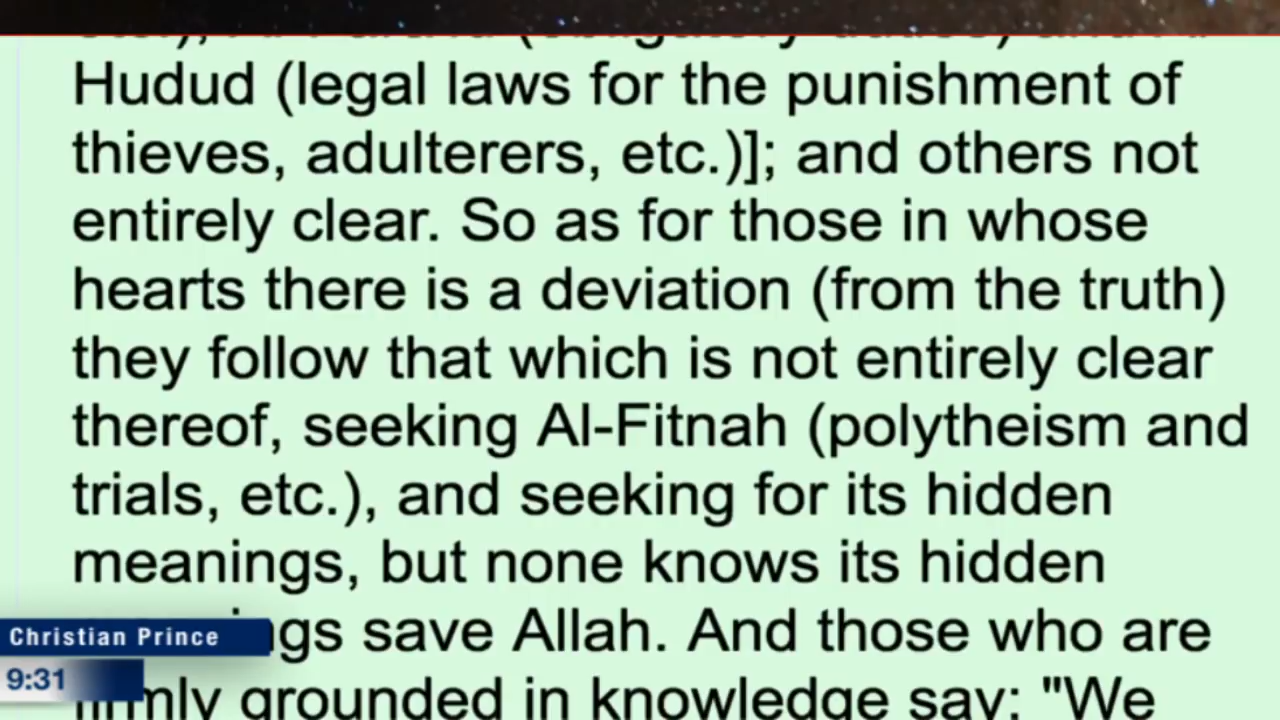 Hudud (legal laws for the punishment of
thieves, adulterers, etc.)]; and others not
entirely clear. So as for those in whose
hearts there is a deviation (from the truth)
they follow that which is not entirely clear
thereof, seeking Al-Fitnah (polytheism and
trials, etc.), and seeking for its hidden
meanings, but none knows its hidden
save Allah. And those who are
grounded in knowledge say: "We
Christian Prince
9:31